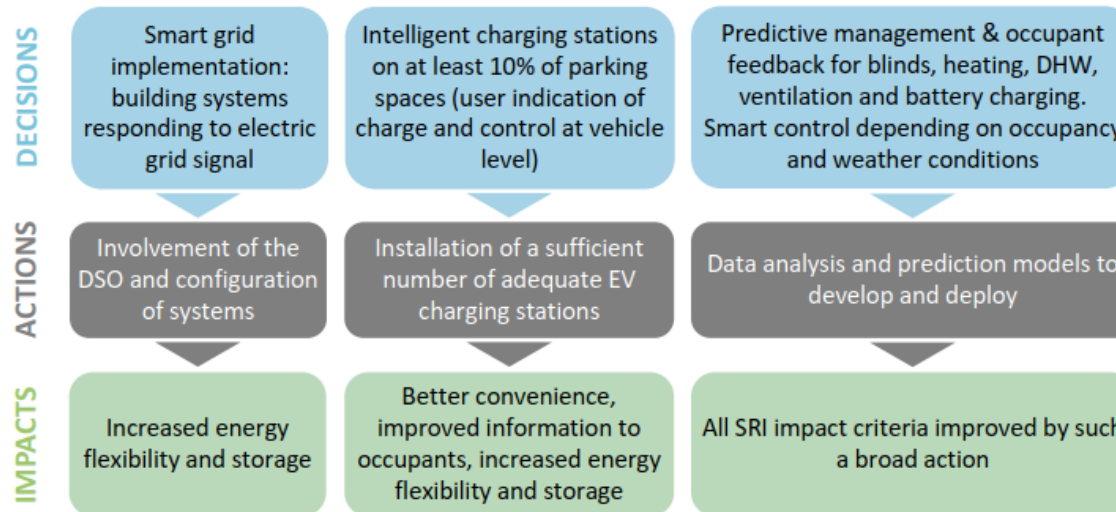 DECISIONS
Smart grid
implementation:
building systems
responding to electric
grid signal
Intelligent charging stations
on at least 10% of parking
spaces (user indication of
charge and control at vehicle
level)
Predictive management & occupant
feedback for blinds, heating, DHW,
ventilation and battery charging.
Smart control depending on occupancy
and weather conditions
ACTIONS
Involvement of the
DSO and configuration
of systems
Installation of a sufficient
number of adequate EV
charging stations
Data analysis and prediction models to
develop and deploy
IMPACTS
Increased energy
flexibility and storage
Better convenience,
improved information to
occupants, increased energy
flexibility and storage
All SRI impact criteria improved by such
a broad action